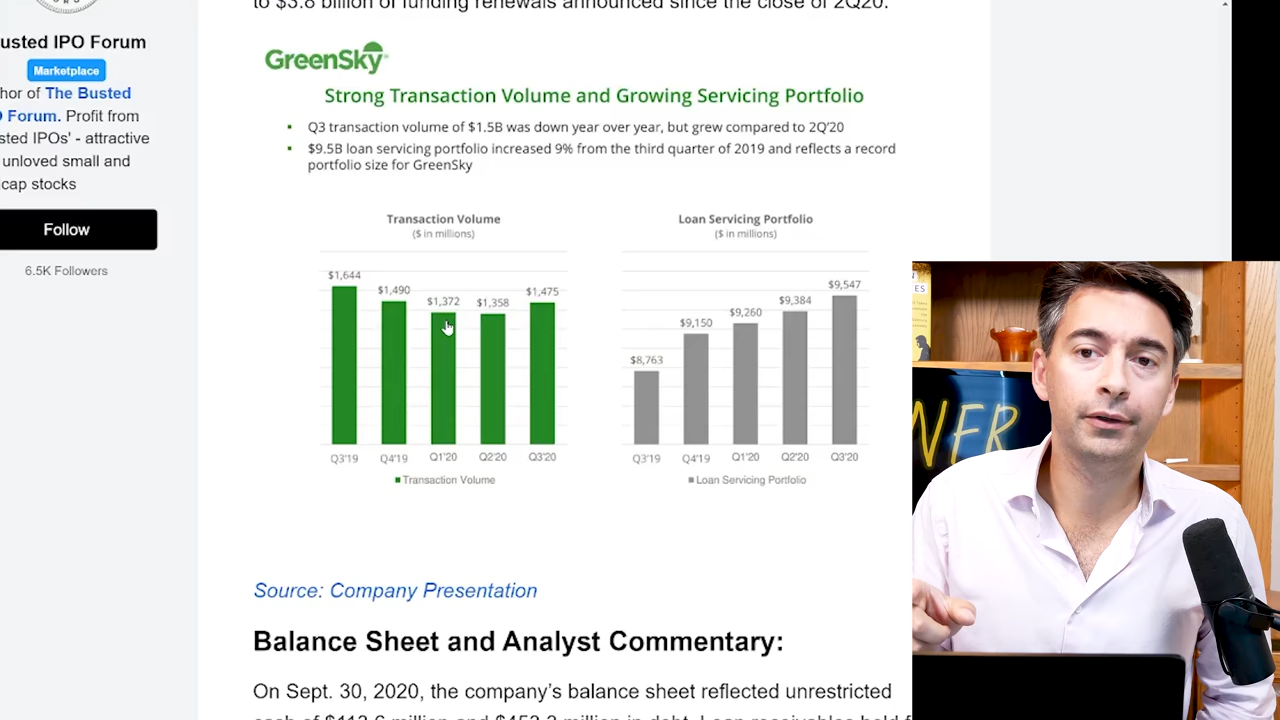 to $3.8 billion of funding renewals announced since the close of 2Q20.
usted IPO Forum
Marketplace
hor of The Busted
O Forum. Profit from
sted IPOs' - attractive
unloved small and
cap stocks
Follow
6.5K Followers
GreenSky
Strong Transaction Volume and Growing Servicing Portfolio
▪ Q3 transaction volume of $1.5B was down year over year, but grew compared to 2Q'20
▪ $9.5B loan servicing portfolio increased 9% from the third quarter of 2019 and reflects a record
portfolio size for GreenSky
Transaction Volume
($ in millions)
$1,644
$1,490
$1,372
$1,358
$1,475
Q3'19 Q4'19 Q1'20 Q2'20 Q3'20
Transaction Volume
Loan Servicing Portfolio
($ in millions)
$8,763
$9,150
$9,260
$9,384
$9,547
Q3'19 Q4'19 Q1'20 Q2'20 Q3'20
Loan Servicing Portfolio
Source: Company Presentation
Balance Sheet and Analyst Commentary:
On Sept. 30, 2020, the company's balance sheet reflected unrestricted
NER